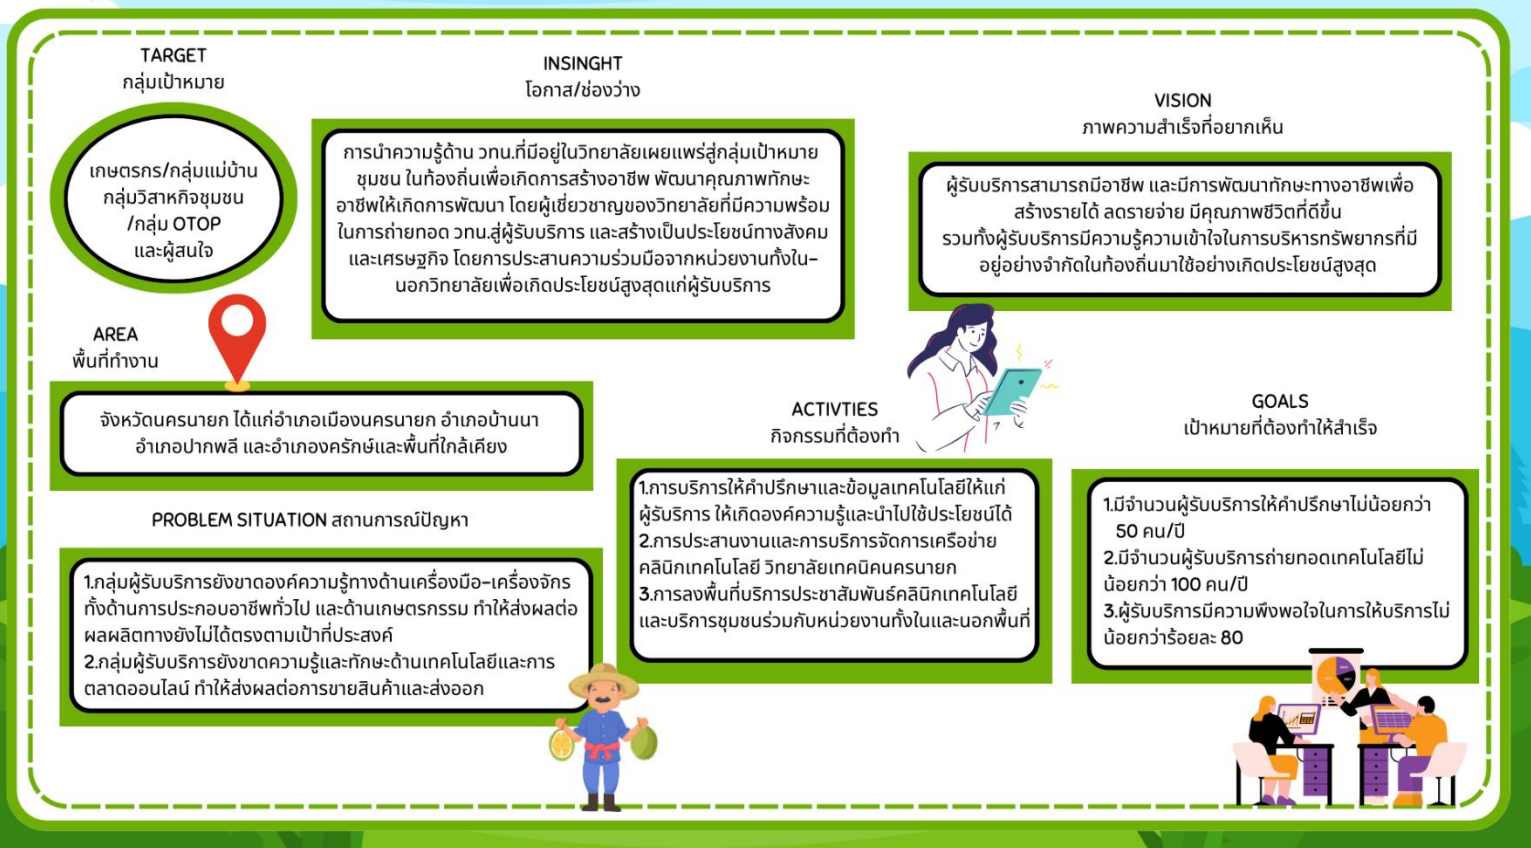 TARGET
กลุ่มเป้าหมาย
เกษตรกร/กลุ่มแม่บ้าน
กลุ่มวิสาหกิจชุมชน
/กลุ่ม OTOP
และผู้สนใจ
INSINGHT
โอกาส/ช่องว่าง
การนำความรู้ด้าน วทน.ที่มีอยู่ในวิทยาลัยเผยแพร่สู่กลุ่มเป้าหมาย
ชุมชน ในท้องถิ่นเพื่อเกิดการสร้างอาชีพ พัฒนาคุณภาพทักษะ
อาชีพให้เกิดการพัฒนา โดยผู้เชี่ยวชาญของวิทยาลัยที่มีความพร้อม
ในการถ่ายทอด วทน.สู่ผู้รับบริการ และสร้างเป็นประโยชน์ทางสังคม
และเศรษฐกิจ โดยการประสานความร่วมมือจากหน่วยงานทั้งใน-
นอกวิทยาลัยเพื่อเกิดประโยชน์สูงสุดแก่ผู้รับบริการ
VISION
ภาพความสำเร็จที่อยากเห็น
ผู้รับบริการสามารถมีอาชีพ และมีการพัฒนาทักษะทางอาชีพเพื่อ
สร้างรายได้ ลดรายจ่าย มีคุณภาพชีวิตที่ดีขึ้น
รวมทั้งผู้รับบริการมีความรู้ความเข้าใจในการบริหารทรัพยากรที่มี
อยู่อย่างจำกัดในท้องถิ่นมาใช้อย่างเกิดประโยชน์สูงสุด
AREA
พื้นที่ทำงาน
จังหวัดนครนายก ได้แก่อำเภอเมืองนครนายก อำเภอบ้านนา
อำเภอปากพลี และอำเภอองครักษ์และพื้นที่ใกล้เคียง
PROBLEM SITUATION สถานการณ์ปัญหา
1.กลุ่มผู้รับบริการยังขาดองค์ความรู้ทางด้านเครื่องมือ-เครื่องจักร
ทั้งด้านการประกอบอาชีพทั่วไป และด้านเกษตรกรรม ทำให้ส่งผลต่อ
ผลผลิตทางยังไม่ได้ตรงตามเป้าที่ประสงค์
2.กลุ่มผู้รับบริการยังขาดความรู้และทักษะด้านเทคโนโลยีและการ
ตลาดออนไลน์ ทำให้ส่งผลต่อการขายสินค้าและส่งออก
ACTIVTIES
กิจกรรมที่ต้องทำ
1.การบริการให้คำปรึกษาและข้อมูลเทคโนโลยีให้แก่
ผู้รับริการ ให้เกิดองค์ความรู้และนำไปใช้ประโยชน์ได้
2.การประสานงานและการบริการจัดการเครือข่าย
คลินิกเทคโนโลยี วิทยาลัยเทคนิคนครนายก
3.การลงพื้นที่บริการประชาสัมพันธ์คลินิกเทคโนโลยี
และบริการชุมชนร่วมกับหน่วยงานทั้งในและนอกพื้นที่
GOALS
เป้าหมายที่ต้องทำให้สำเร็จ
1.มีจำนวนผู้รับบริการให้คำปรึกษาไม่น้อยกว่า
50 คน/ปี
2.มีจำนวนผู้รับบริการถ่ายทอดเทคโนโลยีไม่
น้อยกว่า 100 คน/ปี
3.ผู้รับบริการมีความพึงพอใจในการให้บริการไม่
น้อยกว่าร้อยละ 80